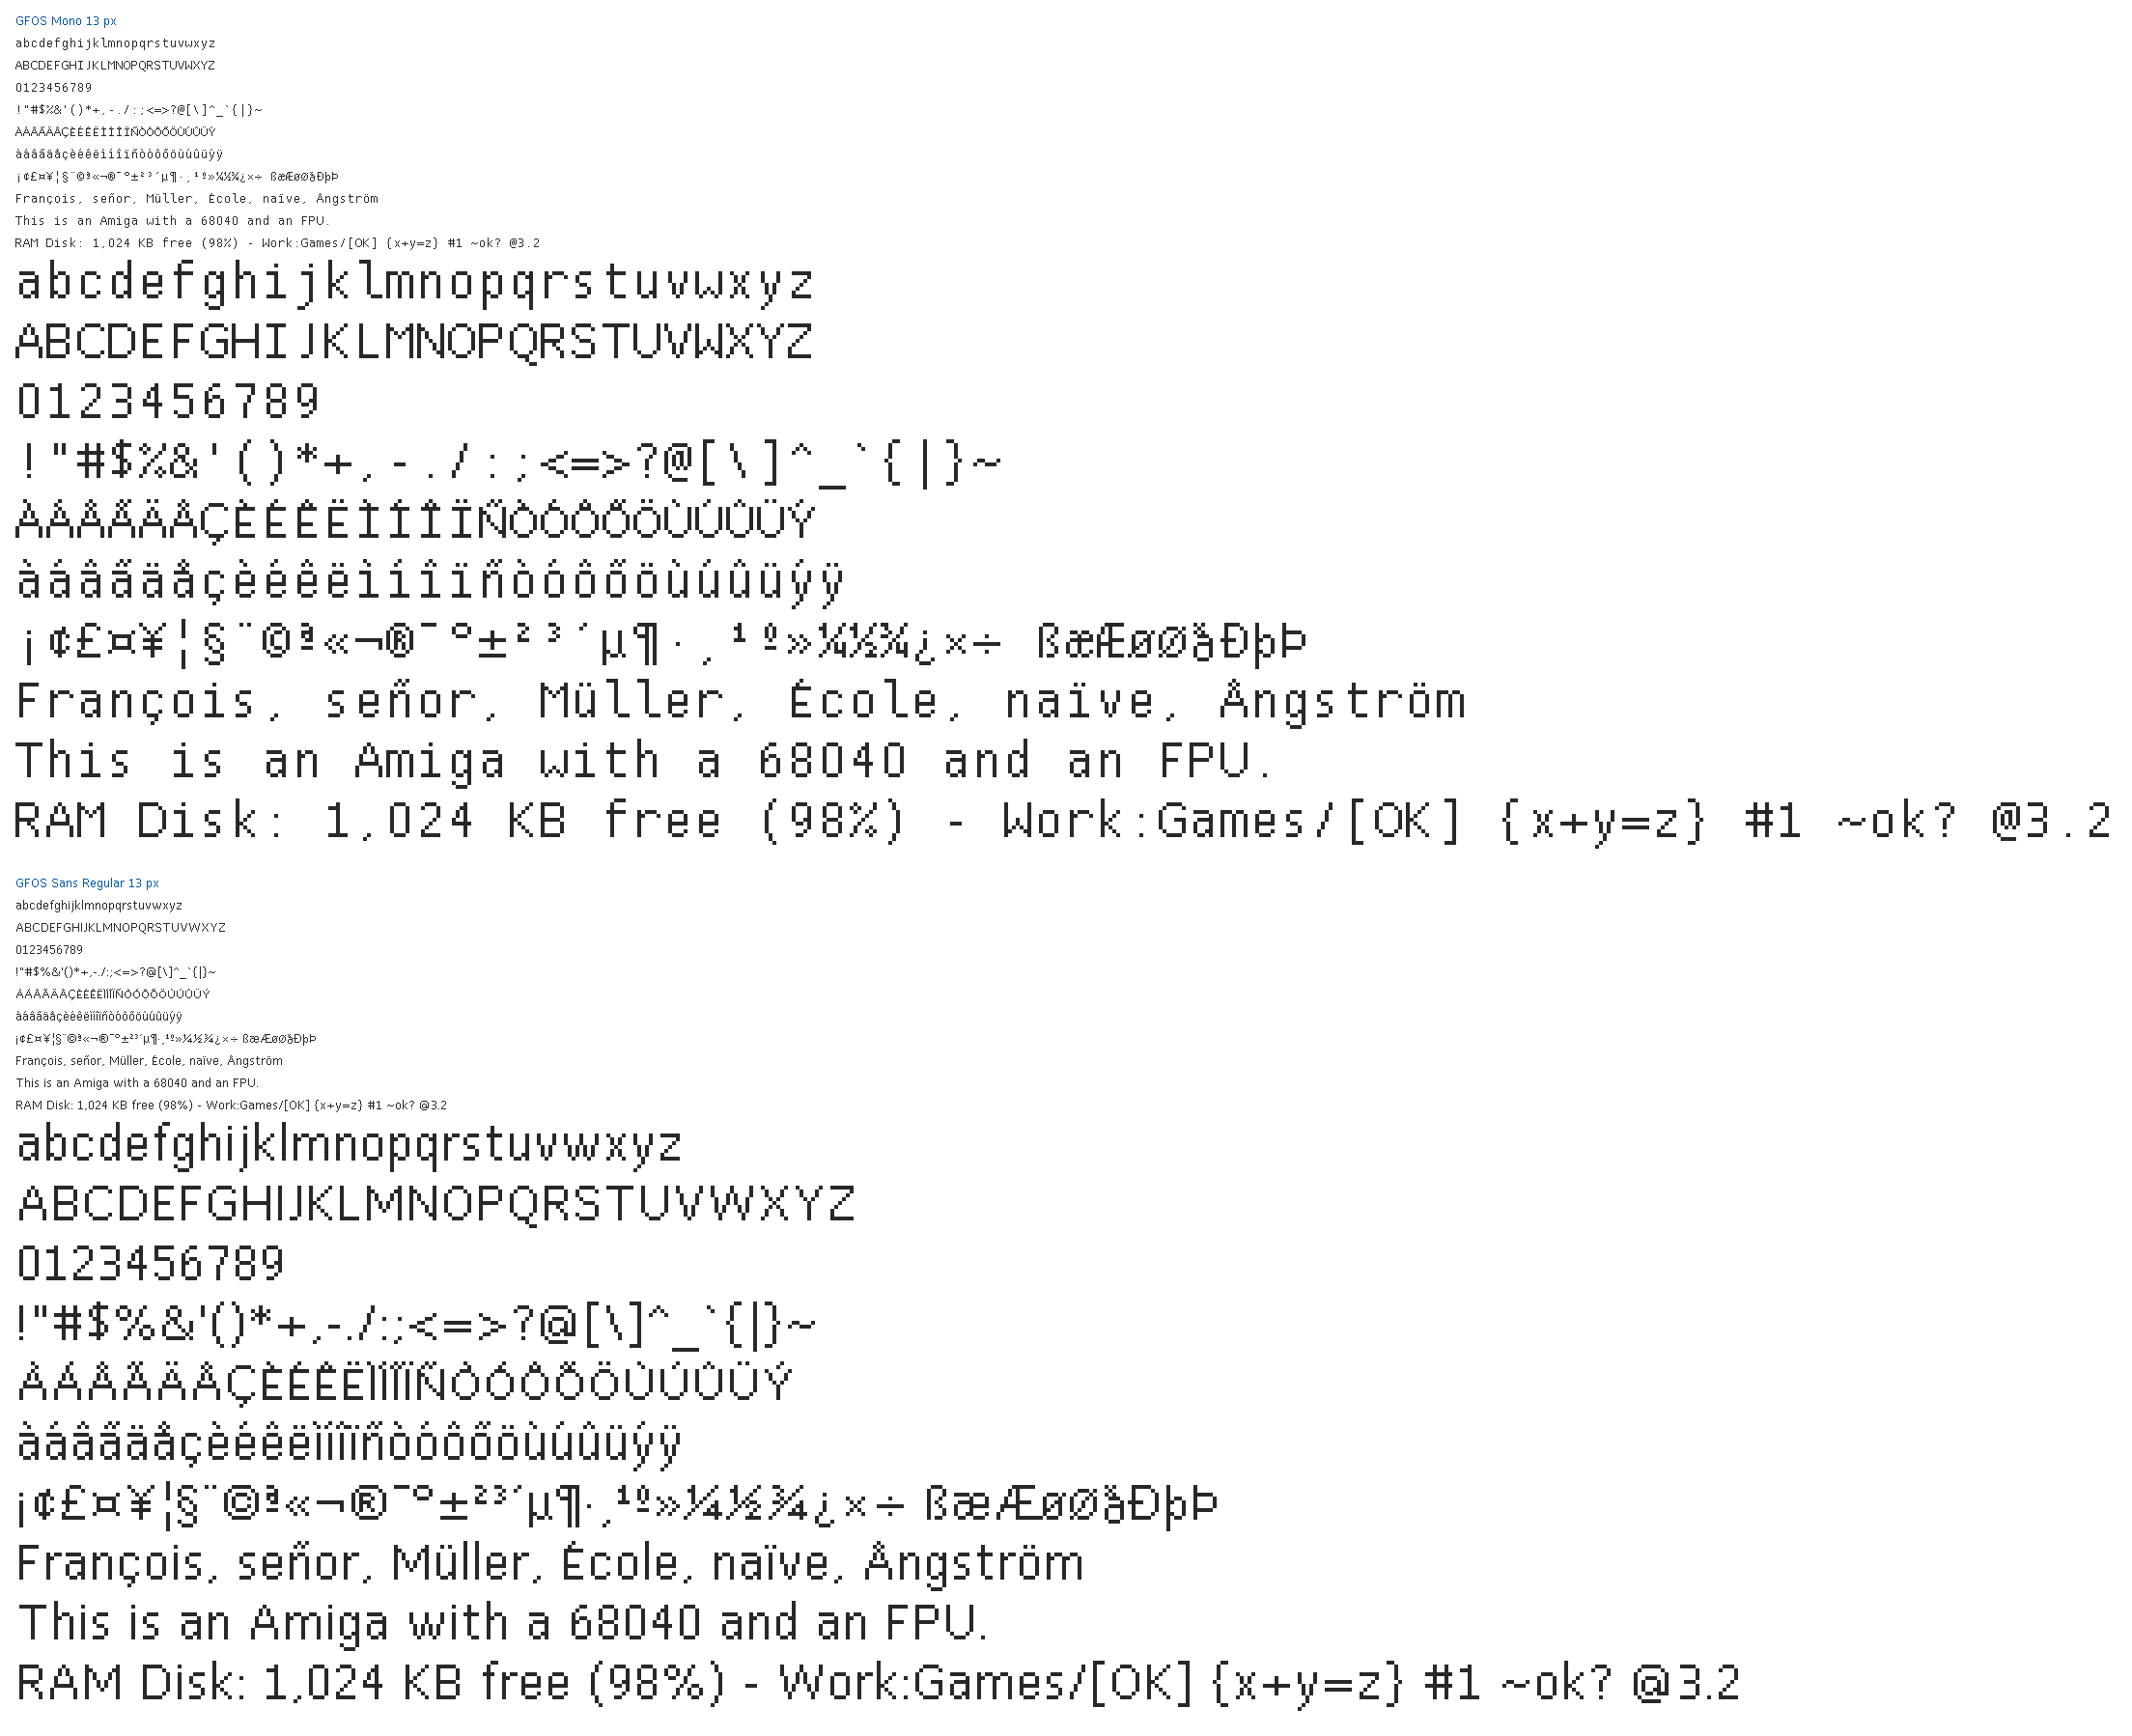 GFOS Mono 13 px
abcdefghijklmnopqrstuvwxyz
ABCDEFGHIJKLMNOPQRSTUVWXYZ
0123456789
!"#$%&'()*+,-./:;<=>?@[\]^_`{|}~
ÀÁÂÃÄÅÇÈÉÊËÌÍÎÏÑÒÓÔÕÖÙÚÛÜÝ
àáâãäåçèéêëìíîïñòóôõöùúûüýÿ
¡¢£¤¥¦§¨©ª«¬®¯°±²³´µ¶·¸¹º»¼½¾¿×÷ ßæÆøØðÐþÞ
François, señor, Müller, École, naïve, Ångström
This is an Amiga with a 68040 and an FPU.
RAM Disk: 1,024 KB free (98%) - Work:Games/[OK] {x+y=z} #1 ~ok? @3.2
abcdefghijklmnopqrstuvwxyz
ABCDEFGHIJKLMNOPQRSTUVWXYZ
0123456789
!"#$%&'()*+,-./:;<=>?@[\]^_`{|}~
ÀÁÂÃÄÅÇÈÉÊËÌÍÎÏÑÒÓÔÕÖÙÚÛÜÝ
àáâãäåçèéêëìíîïñòóôõöùúûüýÿ
¡¢£¤¥¦§¨©ª«¬®¯°±²³´µ¶·¸¹º»¼½¾¿×÷ ßæÆøØðÐþÞ
François, señor, Müller, École, naïve, Ångström
This is an Amiga with a 68040 and an FPU.
RAM Disk: 1,024 KB free (98%) - Work:Games/[OK] {x+y=z} #1 ~ok? @3.2
GFOS Sans Regular 13 px
abcdefghijklmnopqrstuvwxyz
ABCDEFGHIJKLMNOPQRSTUVWXYZ
0123456789
!"#$%&'()*+,-./:;<=>?@[\]^_`{|}~
ÀÁÂÃÄÅÇÈÉÊËÌÍÎÏÑÒÓÔÕÖÙÚÛÜÝ
àáâãäåçèéêëìíîïñòóôõöùúûüýÿ
¡¢£¤¥¦§¨©ª«¬®¯°±²³´µ¶·¸¹º»¼½¾¿×÷ ßæÆøØðÐþÞ
François, señor, Müller, École, naïve, Ångström
This is an Amiga with a 68040 and an FPU.
RAM Disk: 1,024 KB free (98%) - Work:Games/[OK] {x+y=z} #1 ~ok? @3.2
abcdefghijklmnopqrstuvwxyz
ABCDEFGHIJKLMNOPQRSTUVWXYZ
0123456789
!"#$%&'()*+,-./:;<=>?@[\]^_`{|}~
ÀÁÂÃÄÅÇÈÉÊËÌÍÎÏÑÒÓÔÕÖÙÚÛÜÝ
àáâãäåçèéêëìíîïñòóôõöùúûüýÿ
¡¢£¤¥¦§¨©ª«¬®¯°±²³´µ¶·¸¹º»¼½¾¿×÷ ßæÆøØðÐþÞ
François, señor, Müller, École, naïve, Ångström
This is an Amiga with a 68040 and an FPU.
RAM Disk: 1,024 KB free (98%) - Work:Games/[OK] {x+y=z} #1 ~ok? @3.2